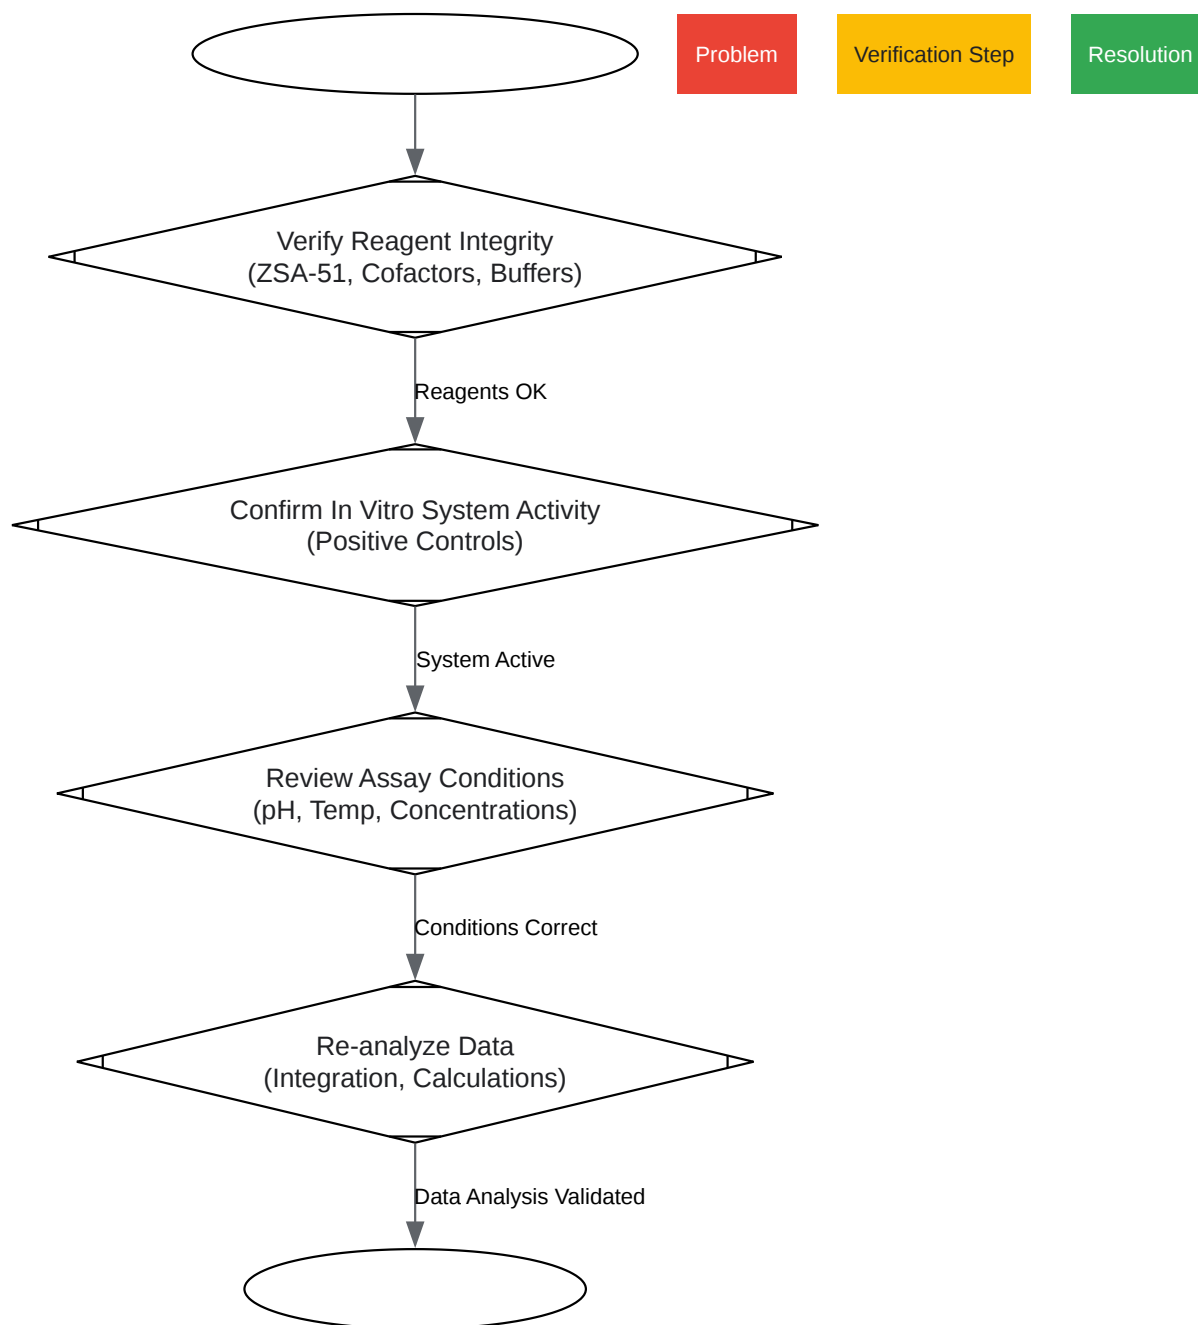 Problem
Verification Step
Resolution
Verify Reagent Integrity
(ZSA-51, Cofactors, Buffers)
Reagents OK
Confirm In Vitro System Activity
(Positive Controls)
System Active
Review Assay Conditions
(pH, Temp, Concentrations)
Conditions Correct
Re-analyze Data
(Integration, Calculations)
Data Analysis Validated